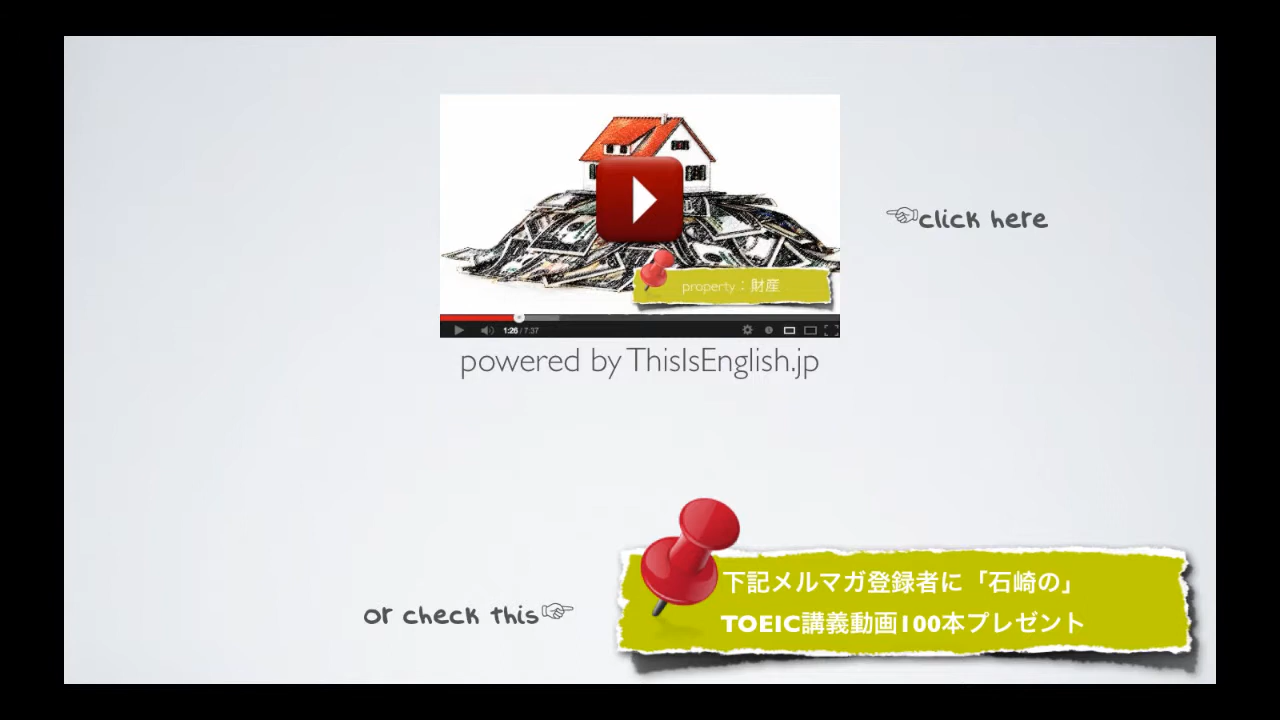 ☜click here
property：財産
1:26 / 7:37
powered by ThisIsEnglish.jp
or check this☞
下記メルマガ登録者に「石崎の」
TOEIC講義動画100本プレゼント